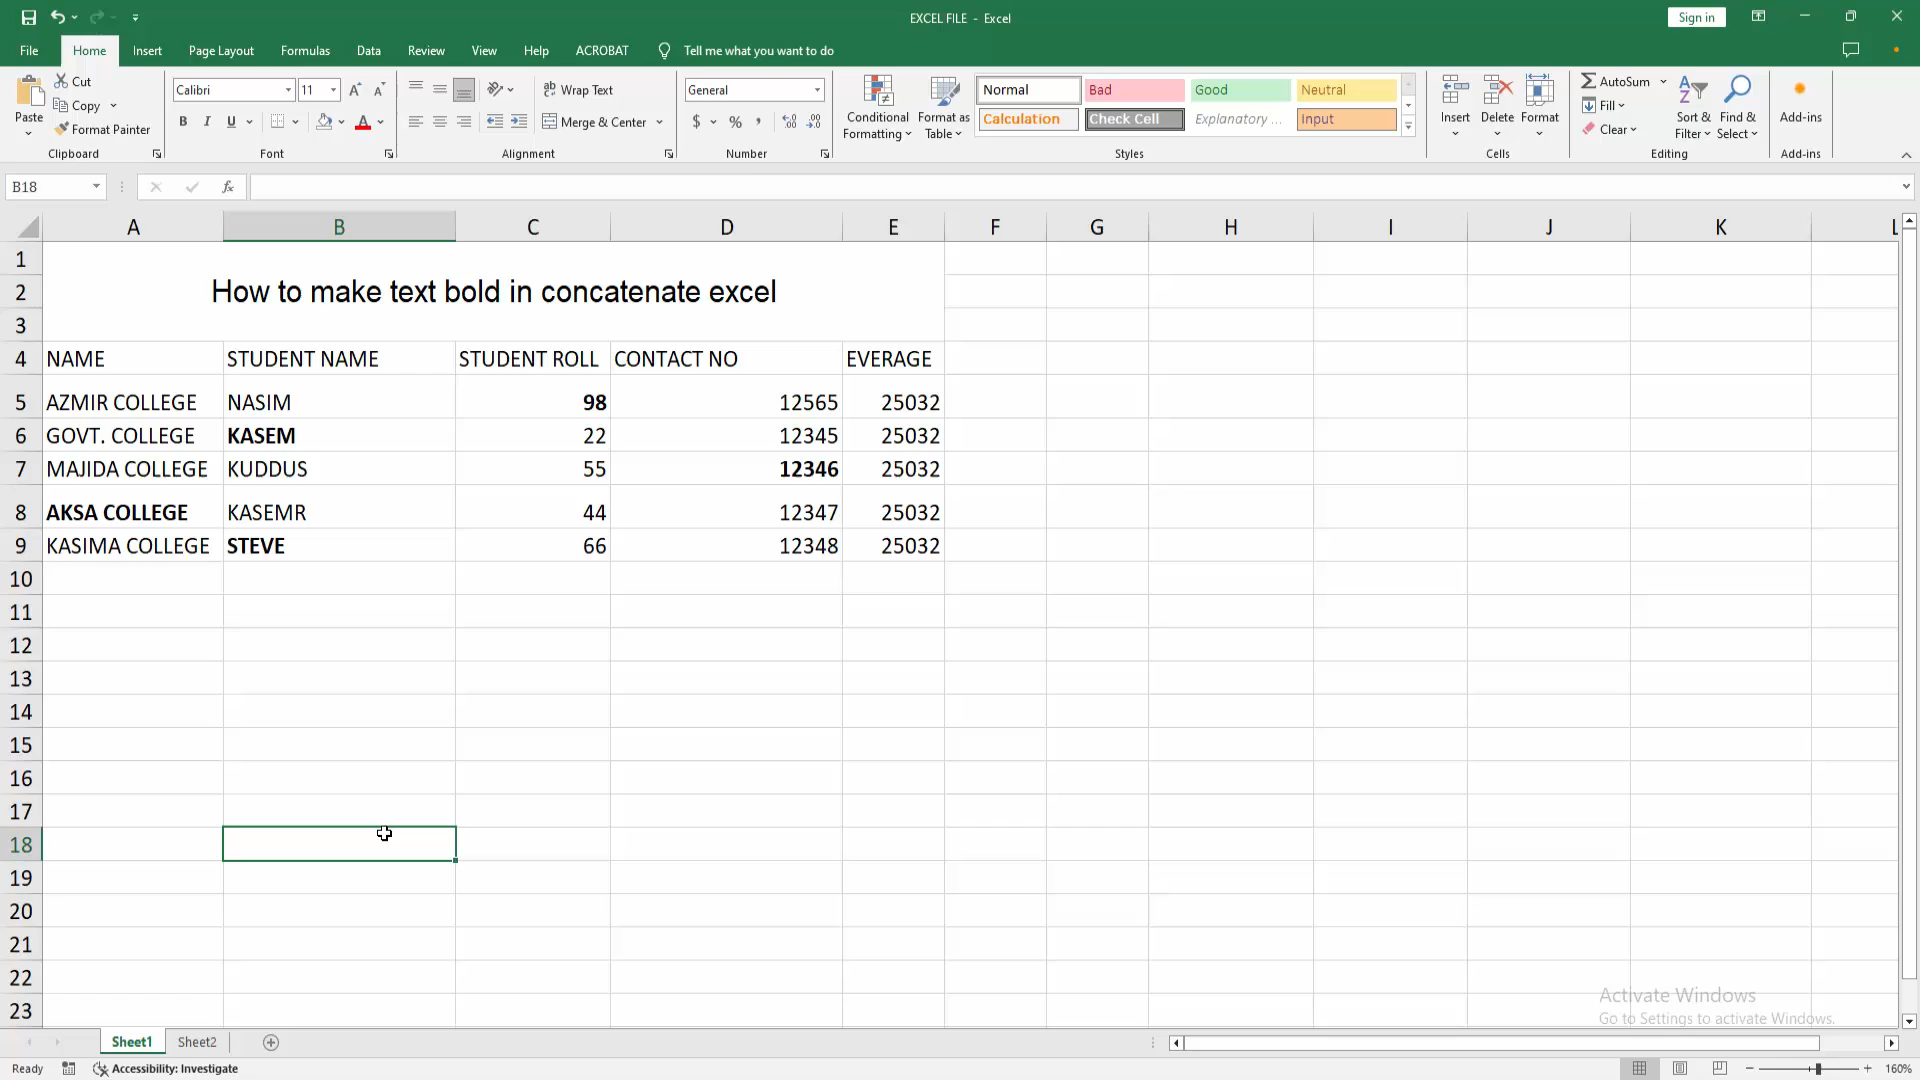 EXCEL FILE - Excel
Sign in
File Home Insert Page Layout Formulas Data Review View Help ACROBAT Tell me what you want to do
Paste
Cut
Copy
Format Painter
Clipboard
Calibri 11
B I U
Font
Wrap Text
Merge & Center
Alignment
General
$ % ,
Number
Conditional Formatting
Format as Table
Normal Bad Good Neutral
Calculation Check Cell Explanatory ... Input
Styles
Insert Delete Format
Cells
AutoSum
Fill
Clear
Sort & Filter
Find & Select
Editing
Add-ins
Add-ins
B18 fx
A B C D E F G H I J K L
1
2 How to make text bold in concatenate excel
3
4 NAME STUDENT NAME STUDENT ROLL CONTACT NO EVERAGE
5 AZMIR COLLEGE NASIM 98 12565 25032
6 GOVT. COLLEGE KASEM 22 12345 25032
7 MAJIDA COLLEGE KUDDUS 55 12346 25032
8 AKSA COLLEGE KASEMR 44 12347 25032
9 KASIMA COLLEGE STEVE 66 12348 25032
10
11
12
13
14
15
16
17
18
19
20
21
22
23
Activate Windows
Go to Settings to activate Windows.
Sheet1 Sheet2
Ready Accessibility: Investigate 160%